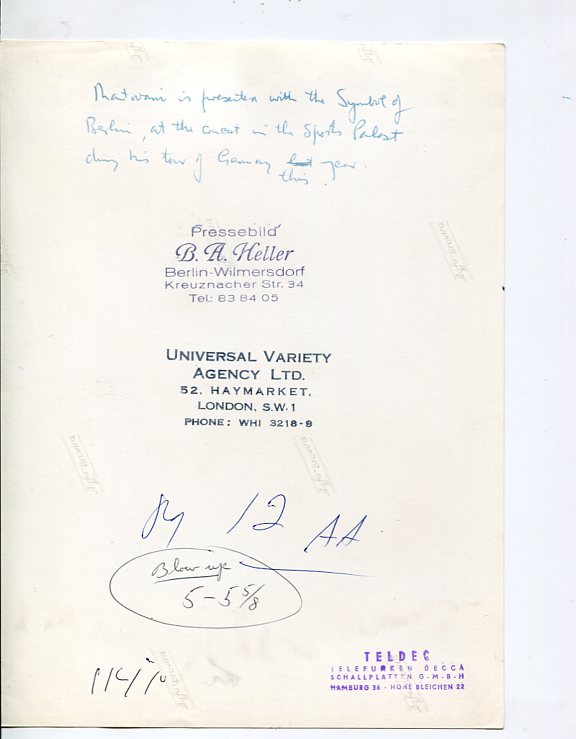 Mantovani is presented with the Symbol of
Berlin, at the concert in the Sports Palast
during his tour of Germany last year.
this
Pressebild
B. A. Heller
Berlin-Wilmersdorf
Kreuznacher Str. 34
Tel: 83 84 05
UNIVERSAL VARIETY
AGENCY LTD.
52, HAYMARKET,
LONDON, S.W.1
PHONE: WHI 3218-9
12 AA
Blow up
5-5 5/8
TELDEC
TELEFUNKEN DECCA
SCHALLPLATTEN G·M·B·H
HAMBURG 36 - HOHE BLEICHEN 22